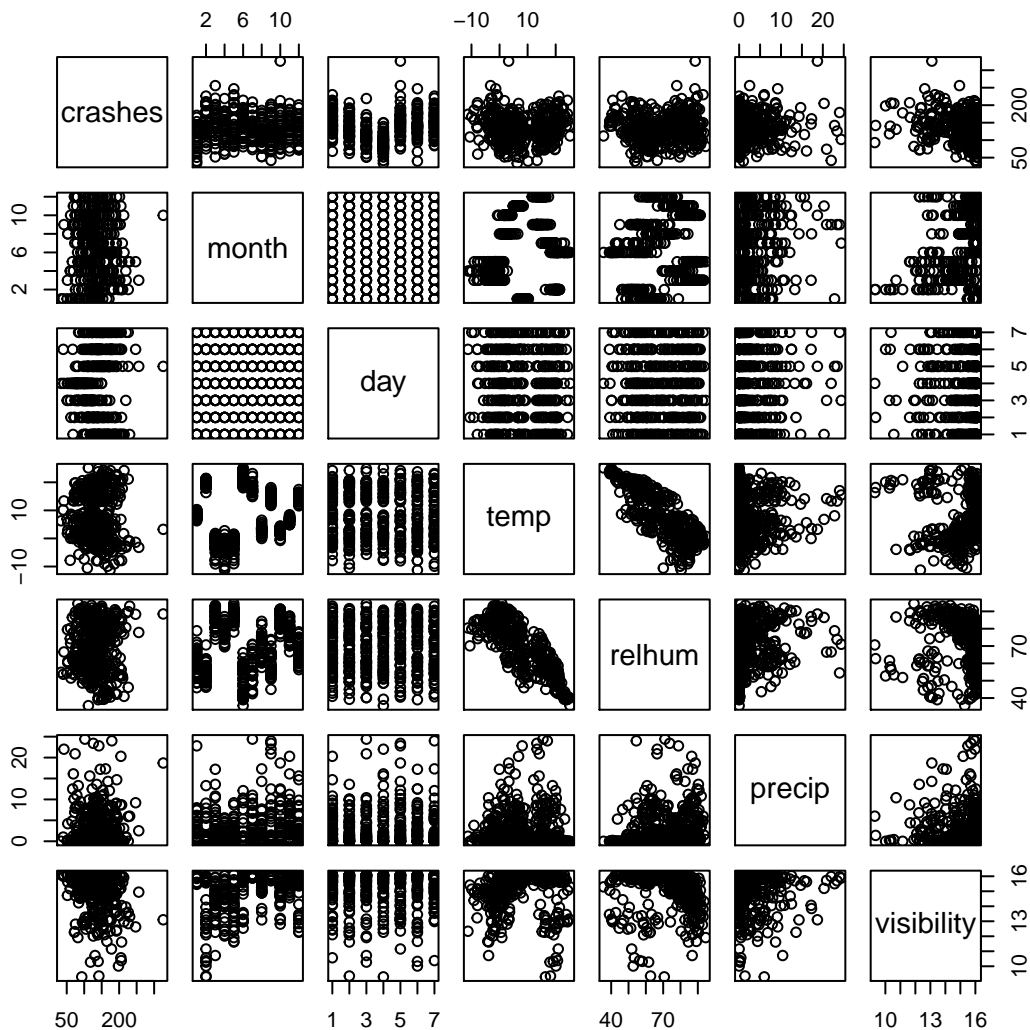 2 6 10 −10 10 0 10 20
crashes 50 200
2 6 10 month
day 1 3 5 7
−10 10 temp
relhum 40 70
0 10 20 precip
visibility 10 13 16
50 200 1 3 5 7 40 70 10 13 16